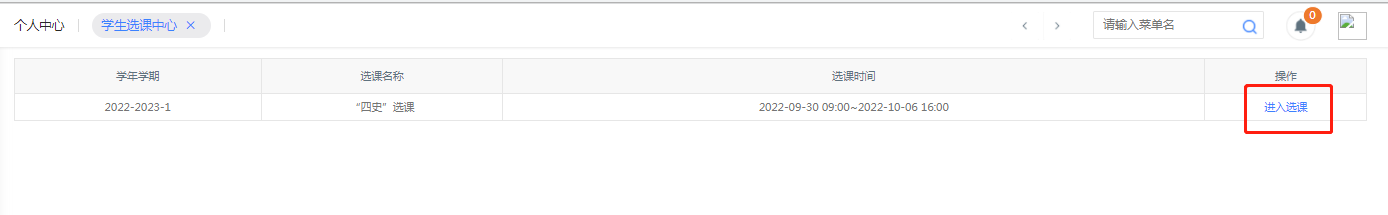 个人中心 学生选课中心 × 请输入菜单名 0
学年学期 选课名称 选课时间 操作
2022-2023-1 “四史”选课 2022-09-30 09:00~2022-10-06 16:00 进入选课